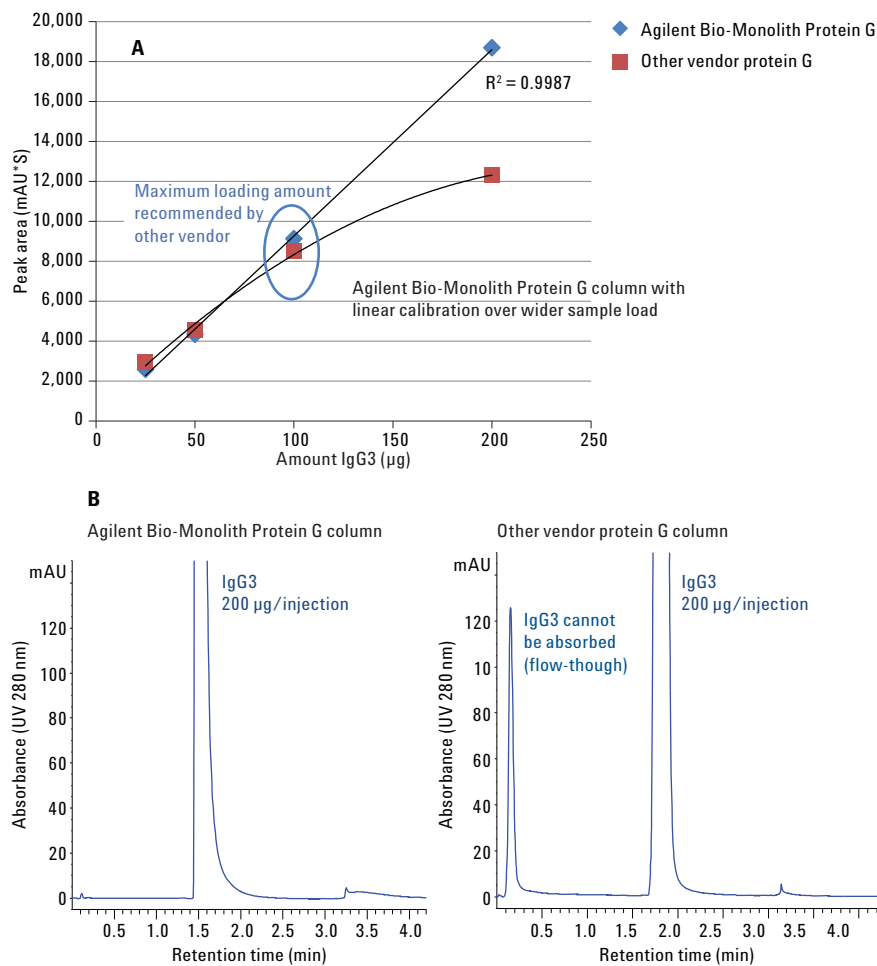 A
Agilent Bio-Monolith Protein G
Other vendor protein G
20,000
18,000
16,000
14,000
12,000
10,000
8,000
6,000
4,000
2,000
0
Peak area (mAU*S)
R² = 0.9987
Maximum loading amount
recommended by
other vendor
Agilent Bio-Monolith Protein G column with
linear calibration over wider sample load
0 50 100 150 200 250
Amount IgG3 (µg)
B
Agilent Bio-Monolith Protein G column
mAU
120
100
80
60
40
20
0
Absorbance (UV 280 nm)
IgG3
200 µg/injection
0.5 1.0 1.5 2.0 2.5 3.0 3.5 4.0
Retention time (min)
Other vendor protein G column
mAU
120
10
80
60
40
20
0
Absorbance (UV 280 nm)
IgG3 cannot
be absorbed
(flow-though)
IgG3
200 µg/injection
0.5 1.0 1.5 2.0 2.5 3.0 3.5 4.0
Retention time (min)